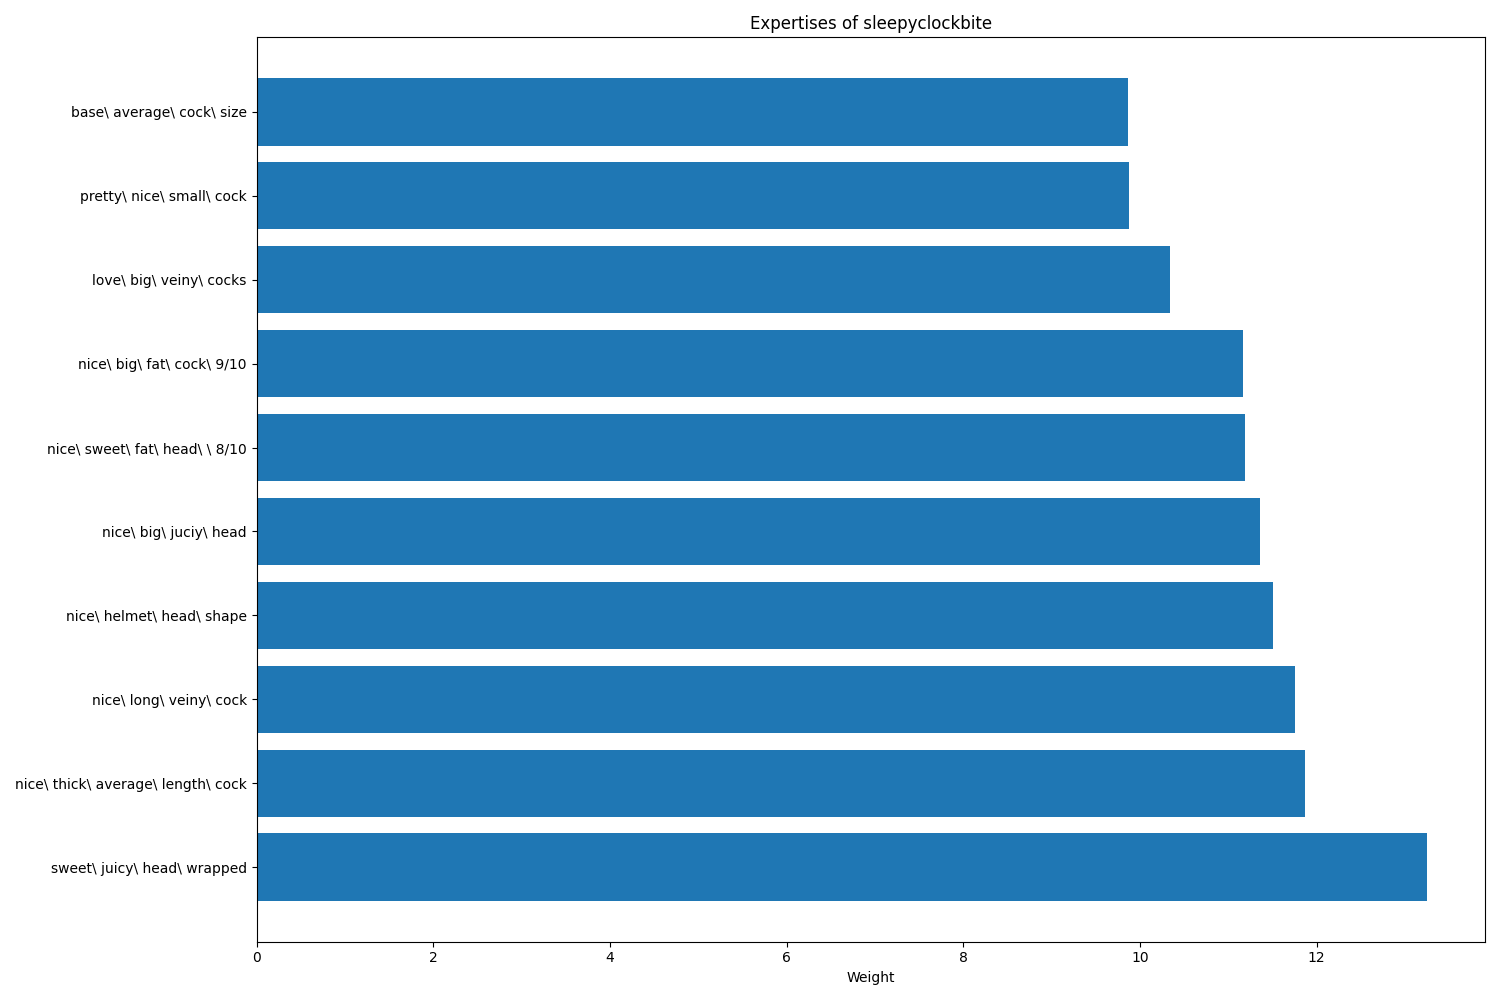 Expertises of sleepyclockbite
base\ average\ cock\ size
pretty\ nice\ small\ cock
love\ big\ veiny\ cocks
nice\ big\ fat\ cock\ 9/10
nice\ sweet\ fat\ head\ \ 8/10
nice\ big\ juciy\ head
nice\ helmet\ head\ shape
nice\ long\ veiny\ cock
nice\ thick\ average\ length\ cock
sweet\ juicy\ head\ wrapped
0 2 4 6 8 10 12
Weight